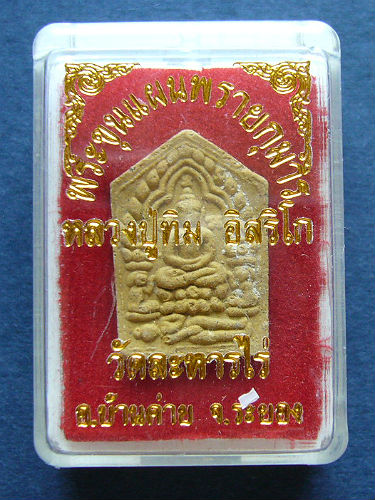 พระขุนแผนพรายกุมาร
หลวงปู่ทิม อิสริโก
วัดละหารไร่
อ.บ้านค่าย จ.ระยอง